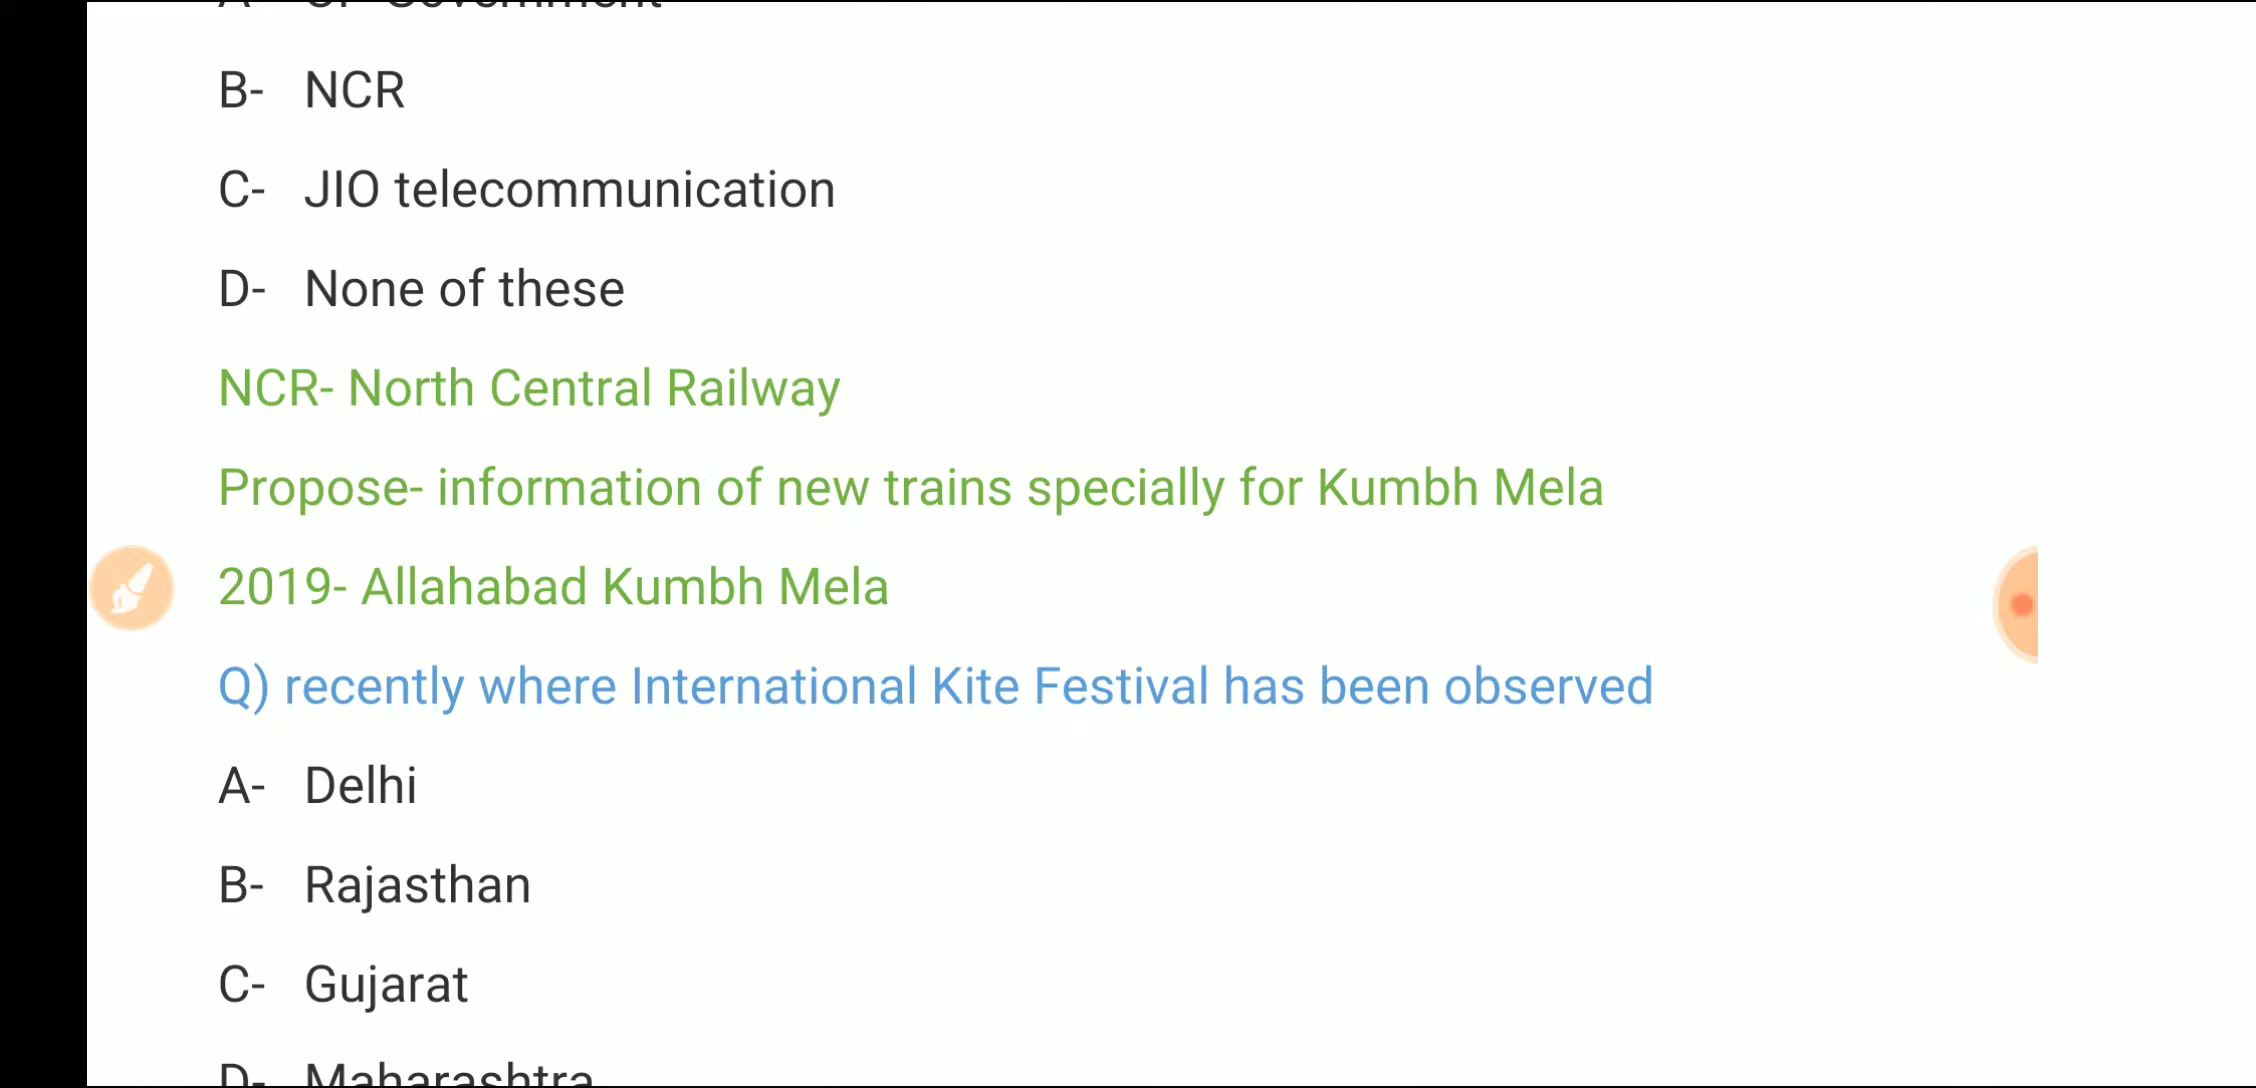 B- NCR
C- JIO telecommunication
D- None of these
NCR- North Central Railway
Propose- information of new trains specially for Kumbh Mela
2019- Allahabad Kumbh Mela
Q) recently where International Kite Festival has been observed
A- Delhi
B- Rajasthan
C- Gujarat
D- Maharashtra